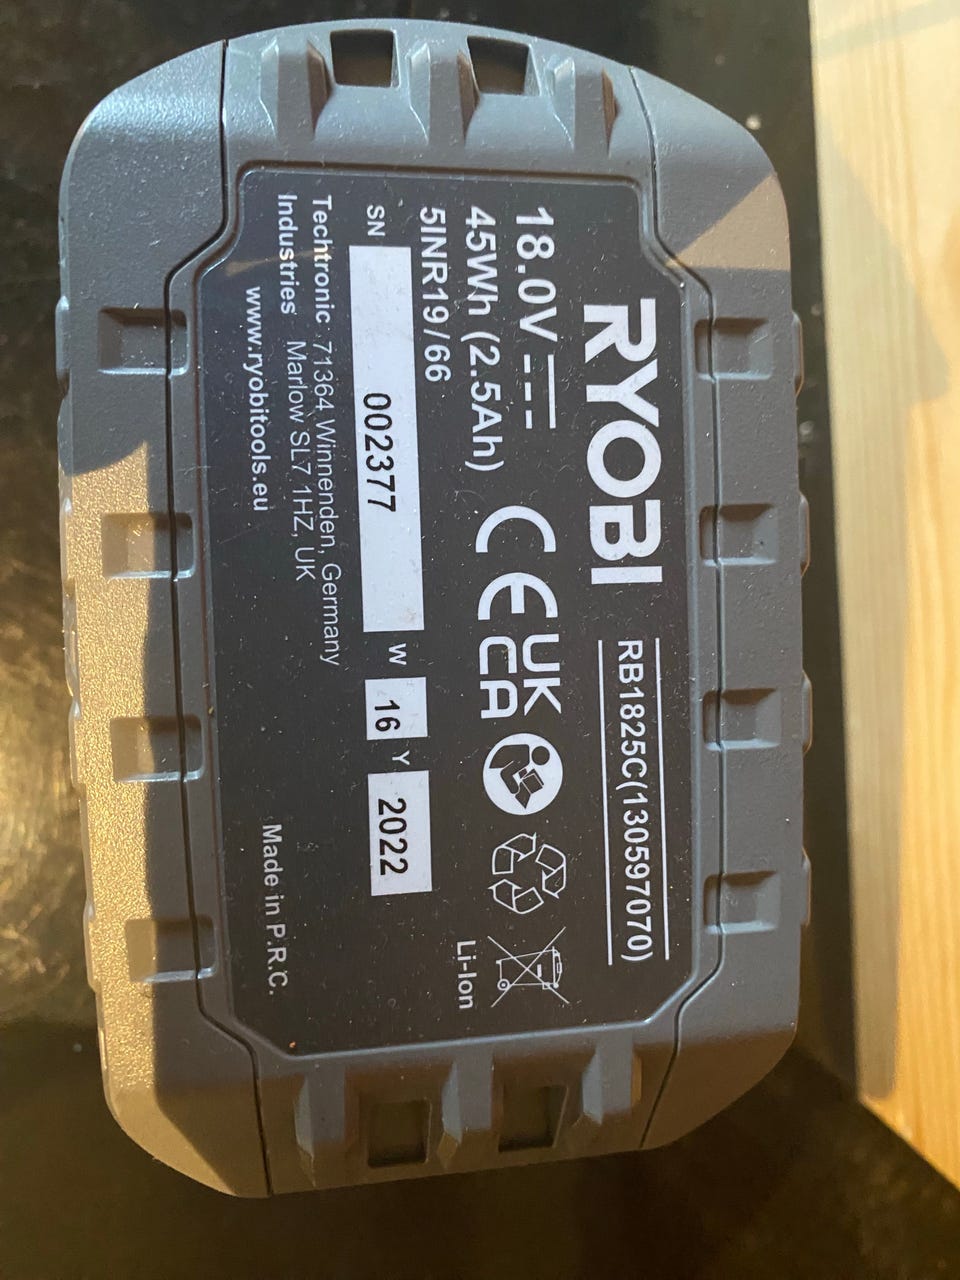 RYOBI RB1825C(130597070)
18.0V
45Wh (2.5Ah) CE UK CA
5INR19/66 Li-Ion
SN 002377 W 16 Y 2022
Techtronic 71364 Winnenden, Germany
Industries Marlow SL7 1HZ, UK
www.ryobitools.eu Made in P.R.C.